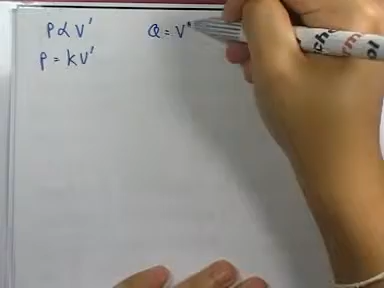 P ∝ V'
P = kV'
Q = V